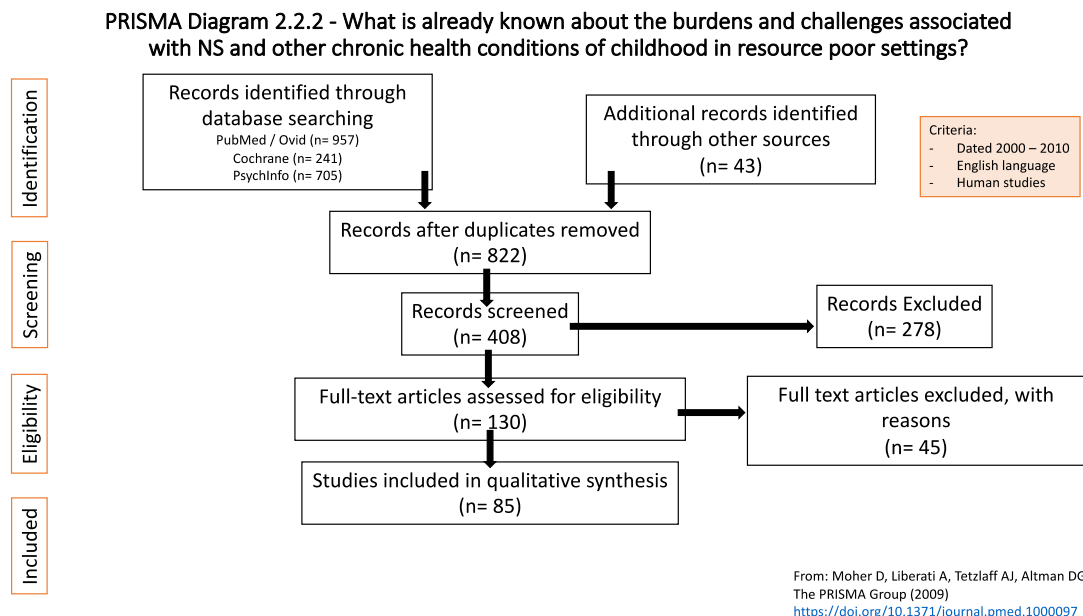 PRISMA Diagram 2.2.2 - What is already known about the burdens and challenges associated
with NS and other chronic health conditions of childhood in resource poor settings?
Identification
Records identified through
database searching
PubMed / Ovid (n= 957)
Cochrane (n= 241)
PsychInfo (n= 705)
Additional records identified
through other sources
(n= 43)
Criteria:
- Dated 2000 – 2010
- English language
- Human studies
Records after duplicates removed
(n= 822)
Screening
Records screened
(n= 408)
Records Excluded
(n= 278)
Eligibility
Full-text articles assessed for eligibility
(n= 130)
Full text articles excluded, with
reasons
(n= 45)
Studies included in qualitative synthesis
(n= 85)
Included
From: Moher D, Liberati A, Tetzlaff AJ, Altman DG
The PRISMA Group (2009)
https://doi.org/10.1371/journal.pmed.1000097